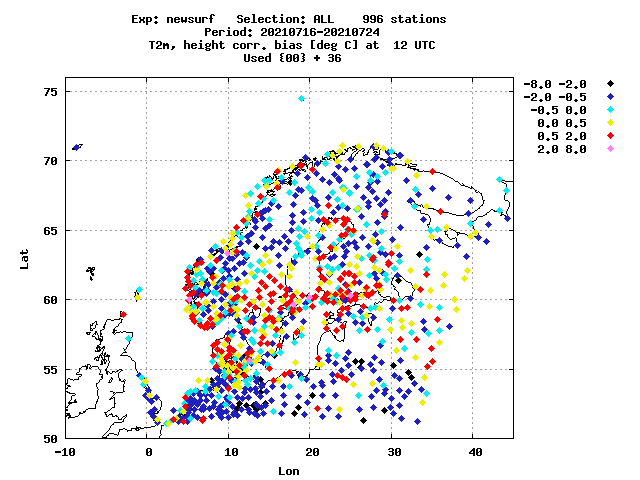 Exp: newsurf   Selection: ALL    996 stations
Period: 20210716-20210724
T2m, height corr. bias [deg C] at  12 UTC
Used {00} + 36
-8.0 -2.0
-2.0 -0.5
-0.5 0.0
0.0 0.5
0.5 2.0
2.0 8.0
75
70
65
60
55
50
Lat
-10 0 10 20 30 40
Lon